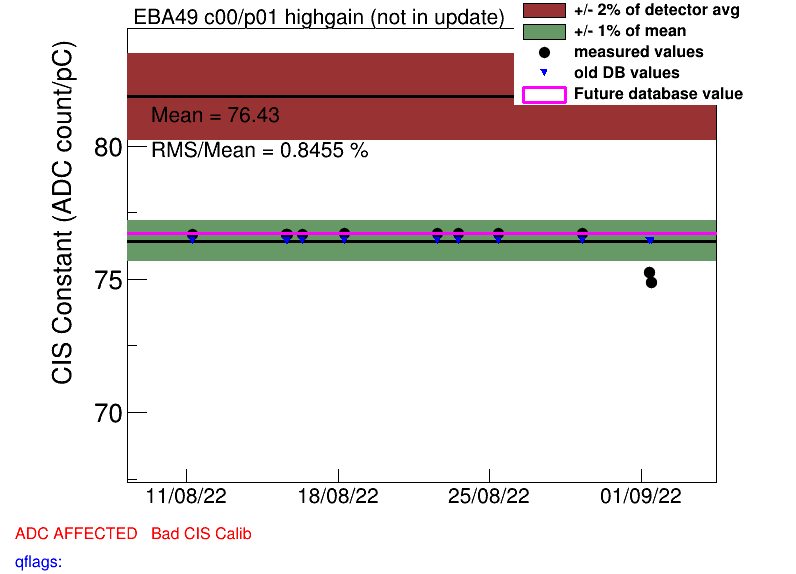 EBA49 c00/p01 highgain (not in update)
+/- 2% of detector avg
+/- 1% of mean
measured values
old DB values
Future database value
Mean = 76.43
RMS/Mean = 0.8455 %
CIS Constant (ADC count/pC)
80
75
70
11/08/22 18/08/22 25/08/22 01/09/22
ADC AFFECTED Bad CIS Calib
qflags: